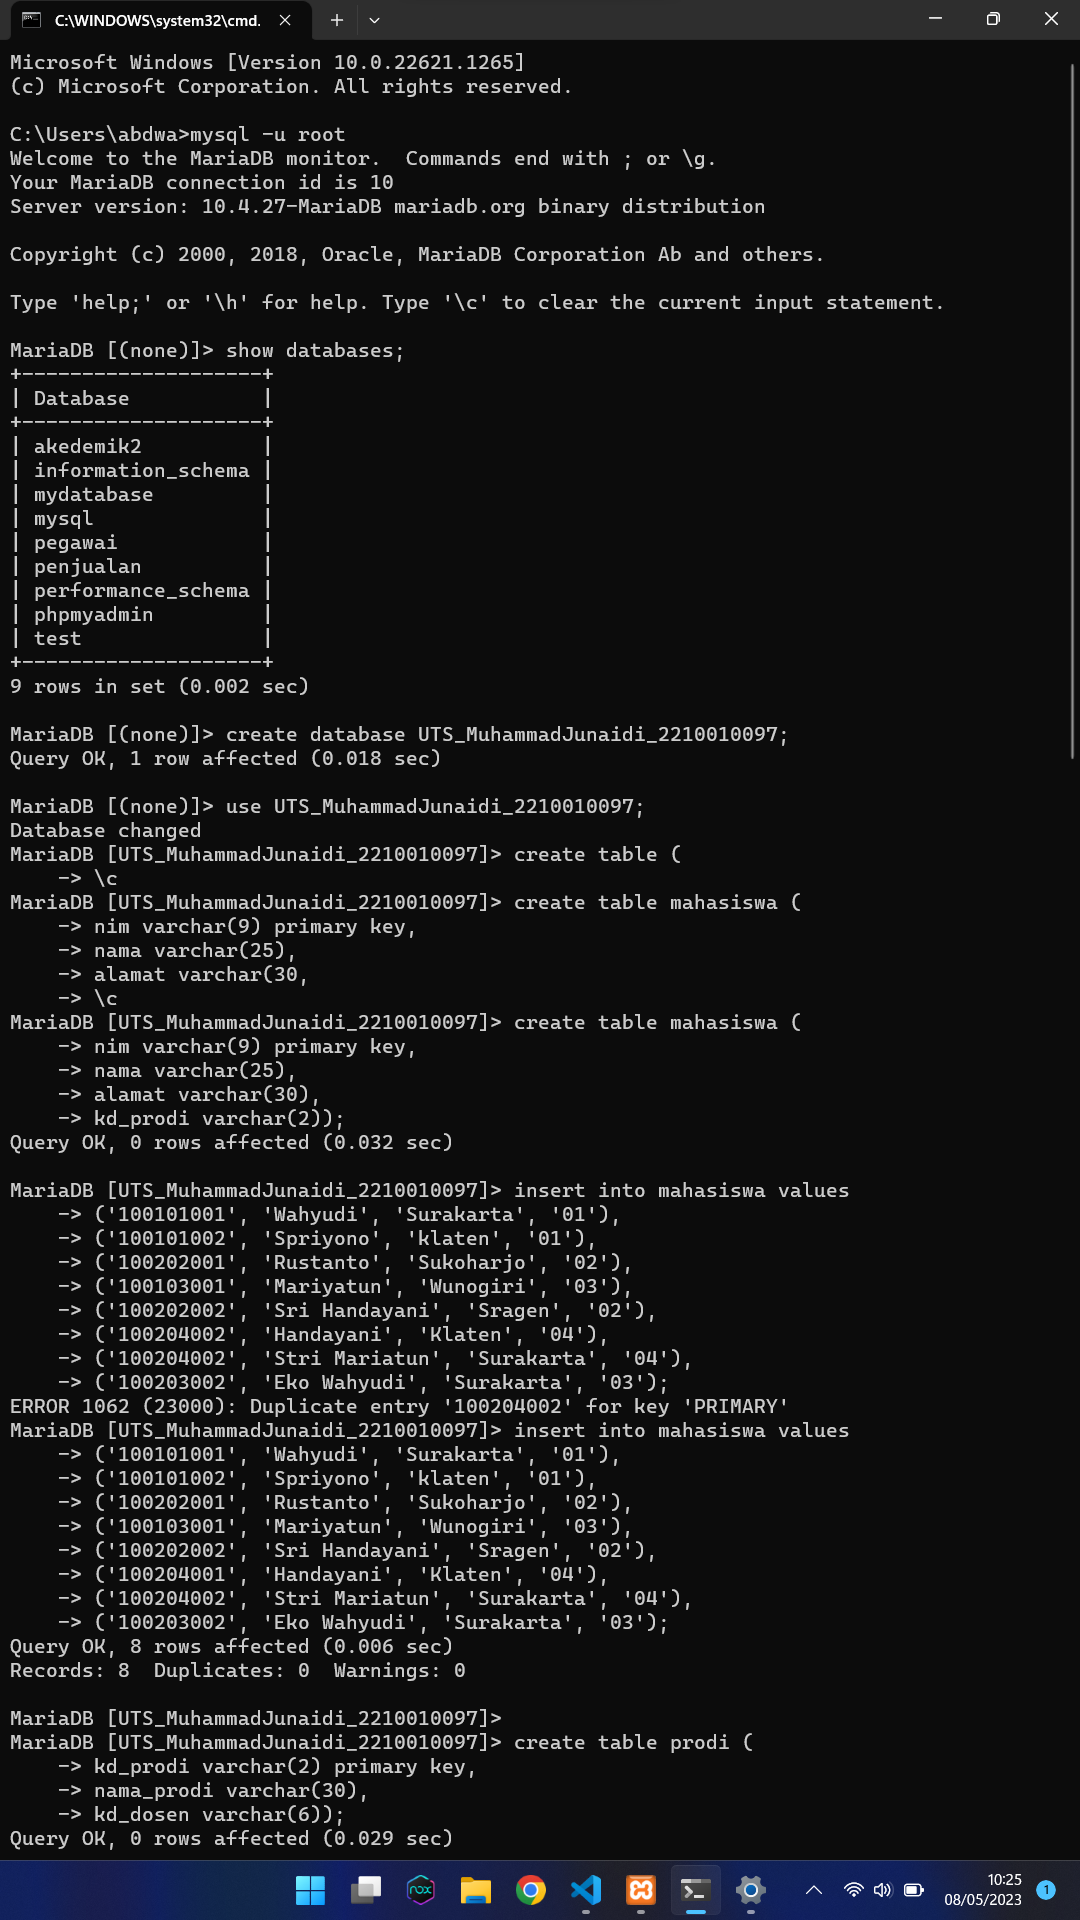 C:\WINDOWS\system32\cmd.
Microsoft Windows [Version 10.0.22621.1265]
(c) Microsoft Corporation. All rights reserved.
C:\Users\abdwa>mysql -u root
Welcome to the MariaDB monitor.  Commands end with ; or \g.
Your MariaDB connection id is 10
Server version: 10.4.27-MariaDB mariadb.org binary distribution
Copyright (c) 2000, 2018, Oracle, MariaDB Corporation Ab and others.
Type 'help;' or '\h' for help. Type '\c' to clear the current input statement.
MariaDB [(none)]> show databases;
+--------------------+
| Database           |
+--------------------+
| akedemik2          |
| information_schema |
| mydatabase         |
| mysql              |
| pegawai            |
| penjualan          |
| performance_schema |
| phpmyadmin         |
| test               |
+--------------------+
9 rows in set (0.002 sec)
MariaDB [(none)]> create database UTS_MuhammadJunaidi_2210010097;
Query OK, 1 row affected (0.018 sec)
MariaDB [(none)]> use UTS_MuhammadJunaidi_2210010097;
Database changed
MariaDB [UTS_MuhammadJunaidi_2210010097]> create table (
    -> \c
MariaDB [UTS_MuhammadJunaidi_2210010097]> create table mahasiswa (
    -> nim varchar(9) primary key,
    -> nama varchar(25),
    -> alamat varchar(30,
    -> \c
MariaDB [UTS_MuhammadJunaidi_2210010097]> create table mahasiswa (
    -> nim varchar(9) primary key,
    -> nama varchar(25),
    -> alamat varchar(30),
    -> kd_prodi varchar(2));
Query OK, 0 rows affected (0.032 sec)
MariaDB [UTS_MuhammadJunaidi_2210010097]> insert into mahasiswa values
    -> ('100101001', 'Wahyudi', 'Surakarta', '01'),
    -> ('100101002', 'Spriyono', 'klaten', '01'),
    -> ('100202001', 'Rustanto', 'Sukoharjo', '02'),
    -> ('100103001', 'Mariyatun', 'Wunogiri', '03'),
    -> ('100202002', 'Sri Handayani', 'Sragen', '02'),
    -> ('100204002', 'Handayani', 'Klaten', '04'),
    -> ('100204002', 'Stri Mariatun', 'Surakarta', '04'),
    -> ('100203002', 'Eko Wahyudi', 'Surakarta', '03');
ERROR 1062 (23000): Duplicate entry '100204002' for key 'PRIMARY'
MariaDB [UTS_MuhammadJunaidi_2210010097]> insert into mahasiswa values
    -> ('100101001', 'Wahyudi', 'Surakarta', '01'),
    -> ('100101002', 'Spriyono', 'klaten', '01'),
    -> ('100202001', 'Rustanto', 'Sukoharjo', '02'),
    -> ('100103001', 'Mariyatun', 'Wunogiri', '03'),
    -> ('100202002', 'Sri Handayani', 'Sragen', '02'),
    -> ('100204001', 'Handayani', 'Klaten', '04'),
    -> ('100204002', 'Stri Mariatun', 'Surakarta', '04'),
    -> ('100203002', 'Eko Wahyudi', 'Surakarta', '03');
Query OK, 8 rows affected (0.006 sec)
Records: 8  Duplicates: 0  Warnings: 0
MariaDB [UTS_MuhammadJunaidi_2210010097]>
MariaDB [UTS_MuhammadJunaidi_2210010097]> create table prodi (
    -> kd_prodi varchar(2) primary key,
    -> nama_prodi varchar(30),
    -> kd_dosen varchar(6));
Query OK, 0 rows affected (0.029 sec)
nox
10:25
08/05/2023
1